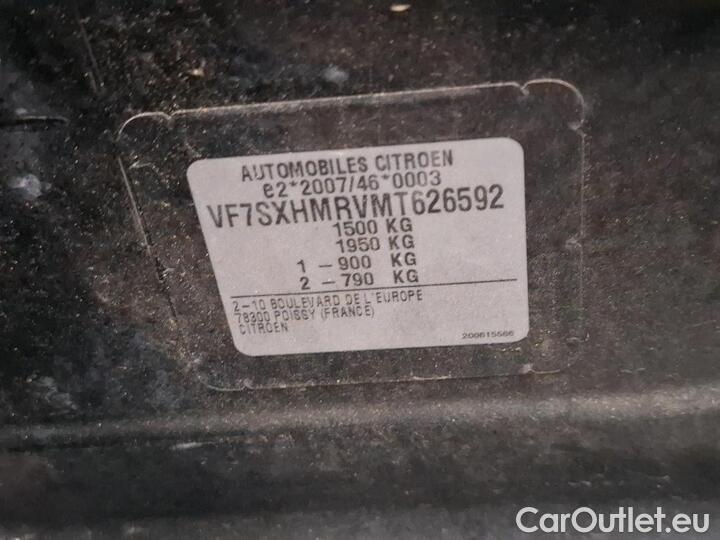 AUTOMOBILES CITROEN
e2*2007/46*0003
VF7SXHMRVMT626592
1500 KG
1950 KG
1 - 900 KG
2 - 790 KG
2-10 BOULEVARD DE L'EUROPE
78300 POISSY (FRANCE)
CITROEN
200615566
CarOutlet.eu